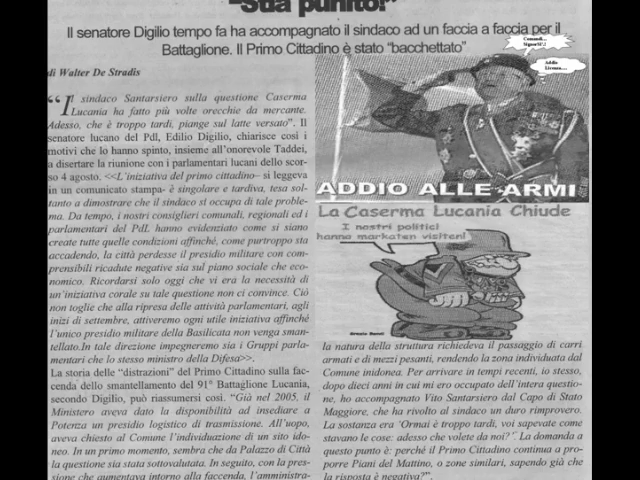 “Stia punito!”
Il senatore Digilio tempo fa ha accompagnato il sindaco ad un faccia a faccia per il
Battaglione. Il Primo Cittadino è stato “bacchettato”
di Walter De Stradis
“Il sindaco Santarsiero sulla questione Caserma
Lucania ha fatto più volte orecchie da mercante.
Adesso, che è troppo tardi, piange sul latte versato”. Il
senatore lucano del Pdl, Edilio Digilio, chiarisce così i
motivi che lo hanno spinto, insieme all'onorevole Taddei,
a disertare la riunione con i parlamentari lucani dello scor-
so 4 agosto. <<L'iniziativa del primo cittadino– si leggeva
in un comunicato stampa- è singolare e tardiva, tesa sol-
tanto a dimostrare che il sindaco si occupa di tale proble-
ma. Da tempo, i nostri consiglieri comunali, regionali ed i
parlamentari del PdL hanno evidenziato come si siano
create tutte quelle condizioni affinché, come purtroppo sta
accadendo, la città perdesse il presidio militare con com-
prensibili ricadute negative sia sul piano sociale che eco-
nomico. Ricordarsi solo oggi che vi era la necessità di
un'iniziativa corale su tale questione non ci convince. Ciò
non toglie che alla ripresa delle attività parlamentari, agli
inizi di settembre, attiveremo ogni utile iniziativa affinché
l'unico presidio militare della Basilicata non venga sman-
tellato.In tale direzione impegneremo sia i Gruppi parla-
mentari che lo stesso ministro della Difesa>>.
La storia delle “distrazioni” del Primo Cittadino sulla fac-
cenda dello smantellamento del 91° Battaglione Lucania,
secondo Digilio, può riassumersi così. “Già nel 2005, il
Ministero aveva dato la disponibilità ad insediare a
Potenza un presidio logistico di trasmissione. All'uopo,
aveva chiesto al Comune l'individuazione di un sito ido-
neo. In un primo momento, sembra che da Palazzo di Città
la questione sia stata sottovalutata. In seguito, con la pres-
sione che aumentava intorno alla faccenda, l'amministra-
Comandi...
Signorsì!.!
Addio
Licenza....
ADDIO ALLE ARMI
La Caserma Lucania Chiude
I nostri politici
hanno markaten visiten!
la natura della struttura richiedeva il passaggio di carri
armati e di mezzi pesanti, rendendo la zona individuata dal
Comune inidonea. Per arrivare in tempi recenti, io stesso,
dopo dieci anni in cui mi ero occupato dell'intera questio-
ne, ho accompagnato Vito Santarsiero dal Capo di Stato
Maggiore, che ha rivolto al sindaco un duro rimprovero.
La sostanza era ‘Ormai è troppo tardi, voi sapevate come
stavano le cose: adesso che volete da noi?’. La domanda a
questo punto è: perché il Primo Cittadino continua a pro-
porre Piani del Mattino, o zone similari, sapendo già che
la risposta è negativa?”.